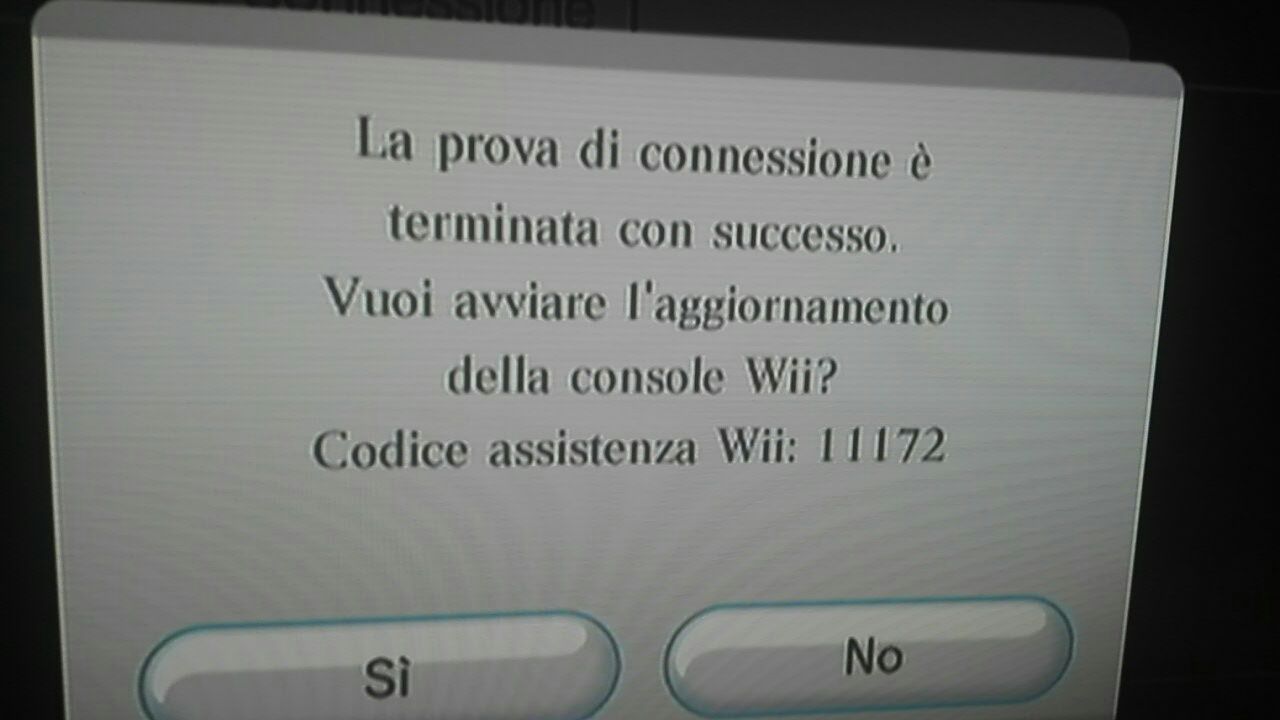 connessione
La prova di connessione è
terminata con successo.
Vuoi avviare l'aggiornamento
della console Wii?
Codice assistenza Wii: 11172
Sì
No